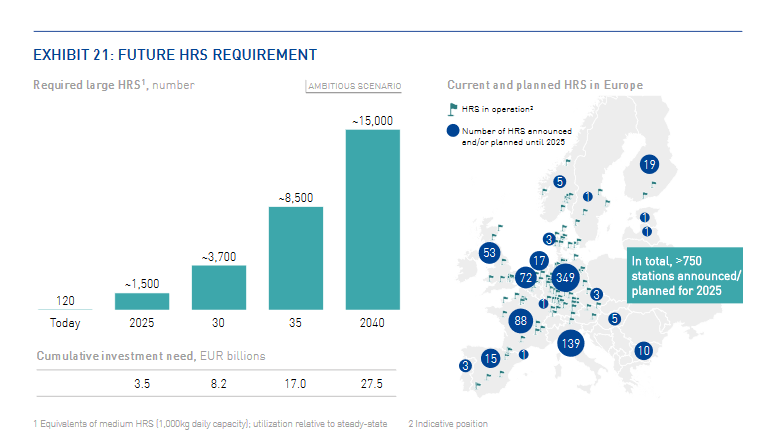 EXHIBIT 21: FUTURE HRS REQUIREMENT
Required large HRS1, number
AMBITIOUS SCENARIO
~15,000
~8,500
~3,700
~1,500
120
Today 2025 30 35 2040
Cumulative investment need, EUR billions
3.5 8.2 17.0 27.5
Current and planned HRS in Europe
HRS in operation2
Number of HRS announced
and/or planned until 2025
19
5
1
1
1
3
53
17
72
349
In total, >750
stations announced/
planned for 2025
3
1
88
5
139
10
15
1
3
1 Equivalents of medium HRS (1,000kg daily capacity); utilization relative to steady-state
2 Indicative position